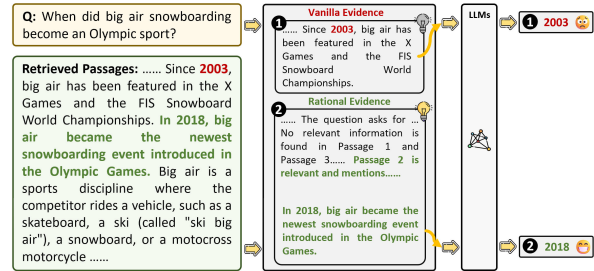 Q: When did big air snowboarding
become an Olympic sport?
Retrieved Passages: ...... Since 2003,
big air has been featured in the X
Games and the FIS Snowboard
World Championships. In 2018, big
air became the newest
snowboarding event introduced in
the Olympic Games. Big air is a
sports discipline where the
competitor rides a vehicle, such as a
skateboard, a ski (called "ski big
air"), a snowboard, or a motocross
motorcycle ......
Vanilla Evidence
1
...... Since 2003, big air has
been featured in the X
Games and the FIS
Snowboard World
Championships.
Rational Evidence
2
...... The question asks for ...
No relevant information is
found in Passage 1 and
Passage 3...... Passage 2 is
relevant and mentions......
In 2018, big air became the
newest snowboarding event
introduced in the Olympic
Games.
LLMs
1 2003
2 2018